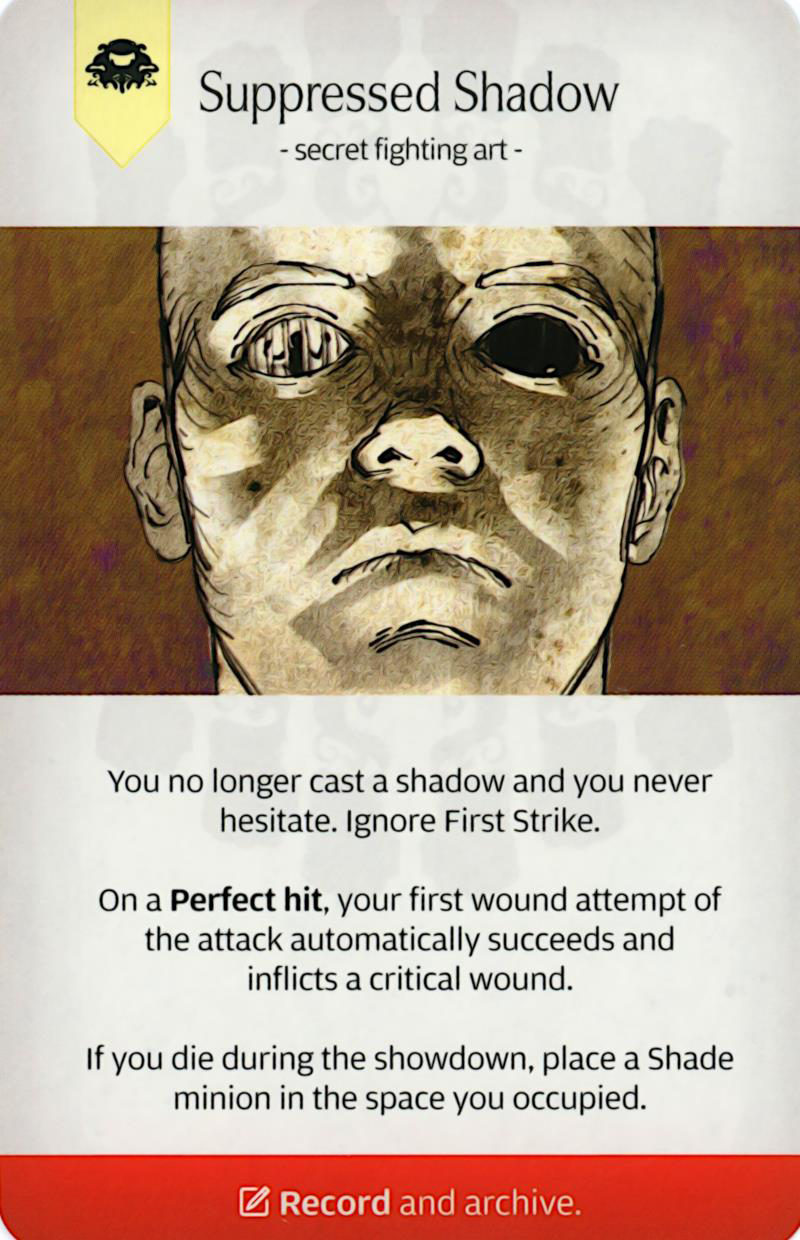 Suppressed Shadow
- secret fighting art -
You no longer cast a shadow and you never
hesitate. Ignore First Strike.
On a Perfect hit, your first wound attempt of
the attack automatically succeeds and
inflicts a critical wound.
If you die during the showdown, place a Shade
minion in the space you occupied.
Record and archive.